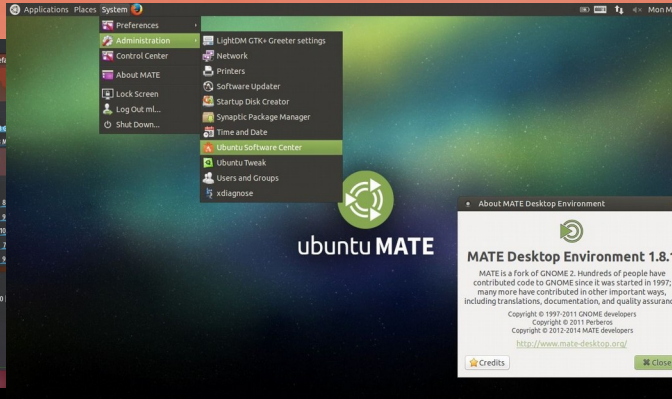 Applications Places System
Mon M
Preferences
Administration
Control Center
About MATE
Lock Screen
Log Out ml...
Shut Down...
LightDM GTK+ Greeter settings
Network
Printers
Software Updater
Startup Disk Creator
Synaptic Package Manager
Time and Date
Ubuntu Software Center
Ubuntu Tweak
Users and Groups
xdiagnose
ubuntu MATE
About MATE Desktop Environment
MATE Desktop Environment 1.8.1
MATE is a fork of GNOME 2. Hundreds of people have
contributed code to GNOME since it was started in 1997;
many more have contributed in other important ways,
including translations, documentation, and quality assuranc
Copyright © 1997-2011 GNOME developers
Copyright © 2011 Perberos
Copyright © 2012-2014 MATE developers
http://www.mate-desktop.org/
Credits
Close